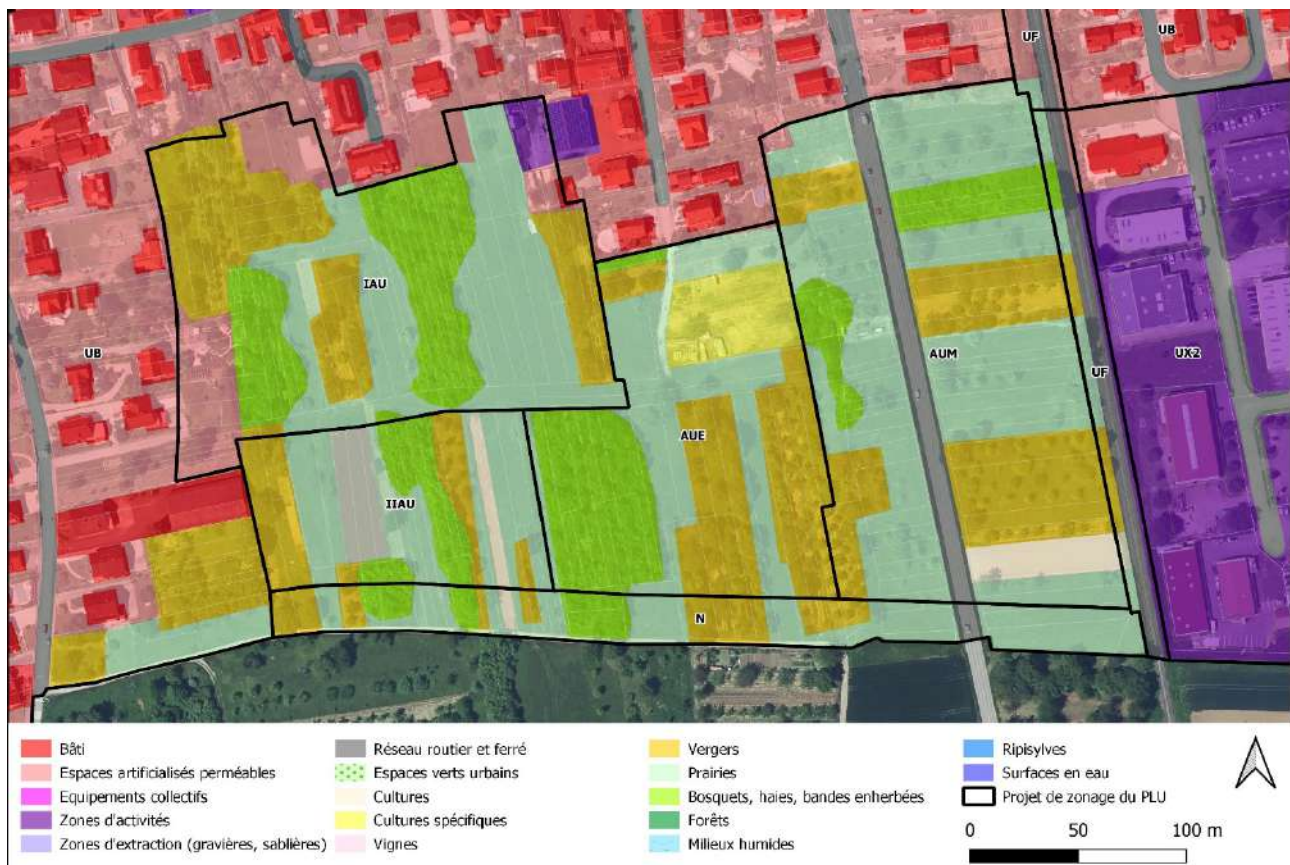 UF
UB
IAU
UB
UX-2
AUM
UF
AUE
IIAU
N
Bâti
Espaces artificialisés perméables
Equipements collectifs
Zones d'activités
Zones d'extraction (gravières, sablières)
Réseau routier et ferré
Espaces verts urbains
Cultures
Cultures spécifiques
Vignes
Vergers
Prairies
Bosquets, haies, bandes enherbées
Forêts
Milieux humides
Ripisylves
Surfaces en eau
Projet de zonage du PLU
0 50 100 m